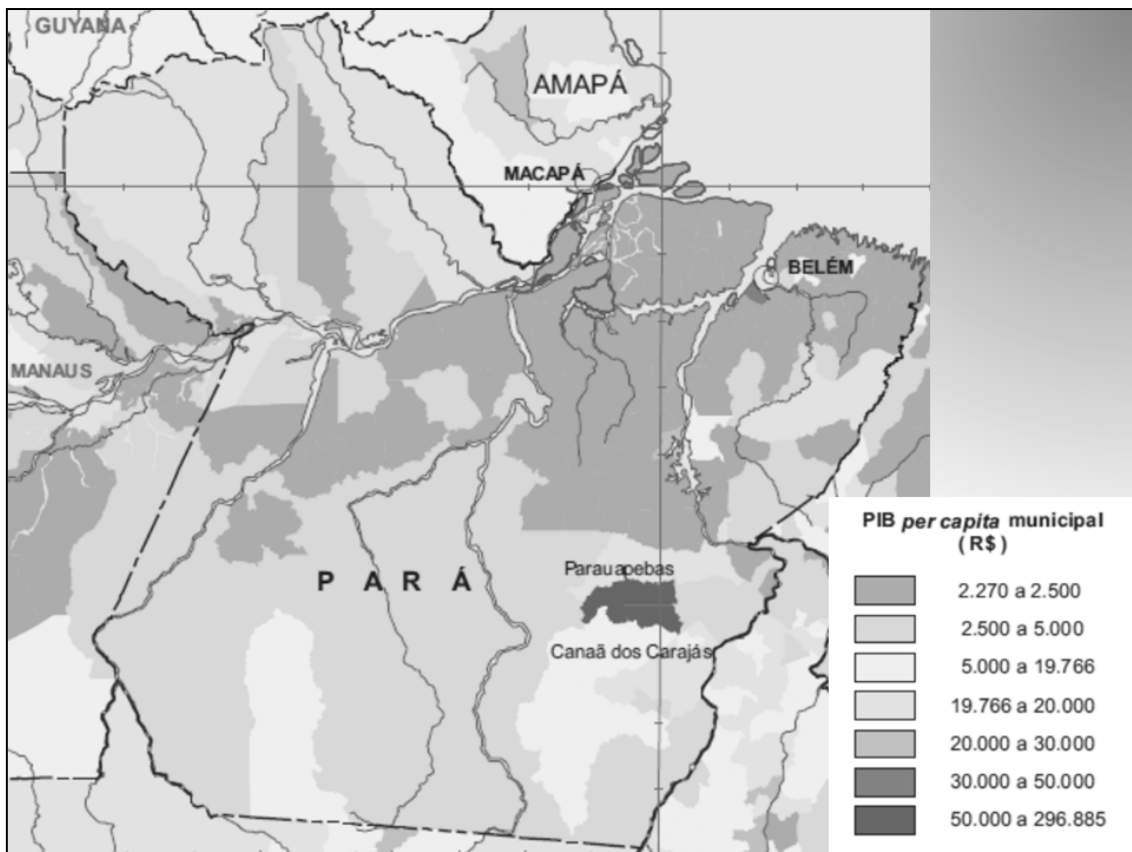 GUYANA
AMAPÁ
MACAPÁ
BELÉM
MANAUS
PARÁ
Parauapebas
Canaã dos Carajás
PIB per capita municipal
(R$)
2.270 a 2.500
2.500 a 5.000
5.000 a 19.766
19.766 a 20.000
20.000 a 30.000
30.000 a 50.000
50.000 a 296.885